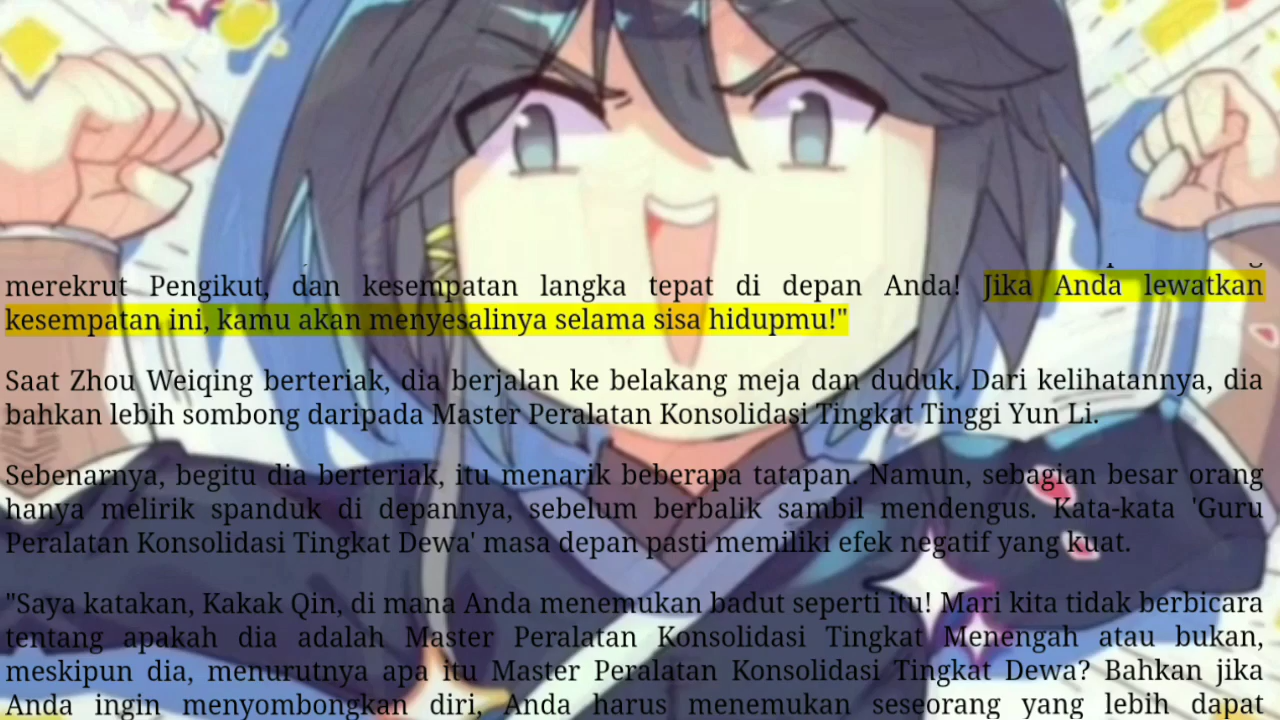 merekrut Pengikut, dan kesempatan langka tepat di depan Anda! Jika Anda lewatkan
kesempatan ini, kamu akan menyesalinya selama sisa hidupmu!"
Saat Zhou Weiqing berteriak, dia berjalan ke belakang meja dan duduk. Dari kelihatannya, dia
bahkan lebih sombong daripada Master Peralatan Konsolidasi Tingkat Tinggi Yun Li.
Sebenarnya, begitu dia berteriak, itu menarik beberapa tatapan. Namun, sebagian besar orang
hanya melirik spanduk di depannya, sebelum berbalik sambil mendengus. Kata-kata 'Guru
Peralatan Konsolidasi Tingkat Dewa' masa depan pasti memiliki efek negatif yang kuat.
"Saya katakan, Kakak Qin, di mana Anda menemukan badut seperti itu! Mari kita tidak berbicara
tentang apakah dia adalah Master Peralatan Konsolidasi Tingkat Menengah atau bukan,
meskipun dia, menurutnya apa itu Master Peralatan Konsolidasi Tingkat Dewa? Bahkan jika
Anda ingin menyombongkan diri, Anda harus menemukan seseorang yang lebih dapat